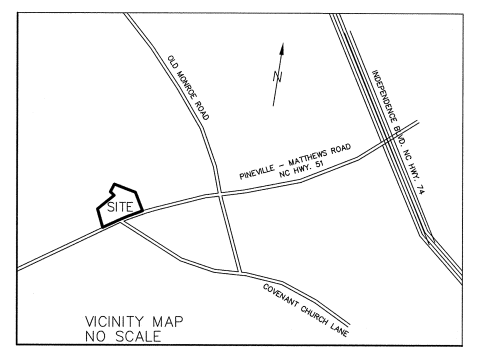 OLD MONROE ROAD
N
INDEPENDENCE BLVD. NC HWY. 74
PINEVILLE - MATTHEWS ROAD
NC HWY. 51
SITE
COVENANT CHURCH LANE
VICINITY MAP
NO SCALE